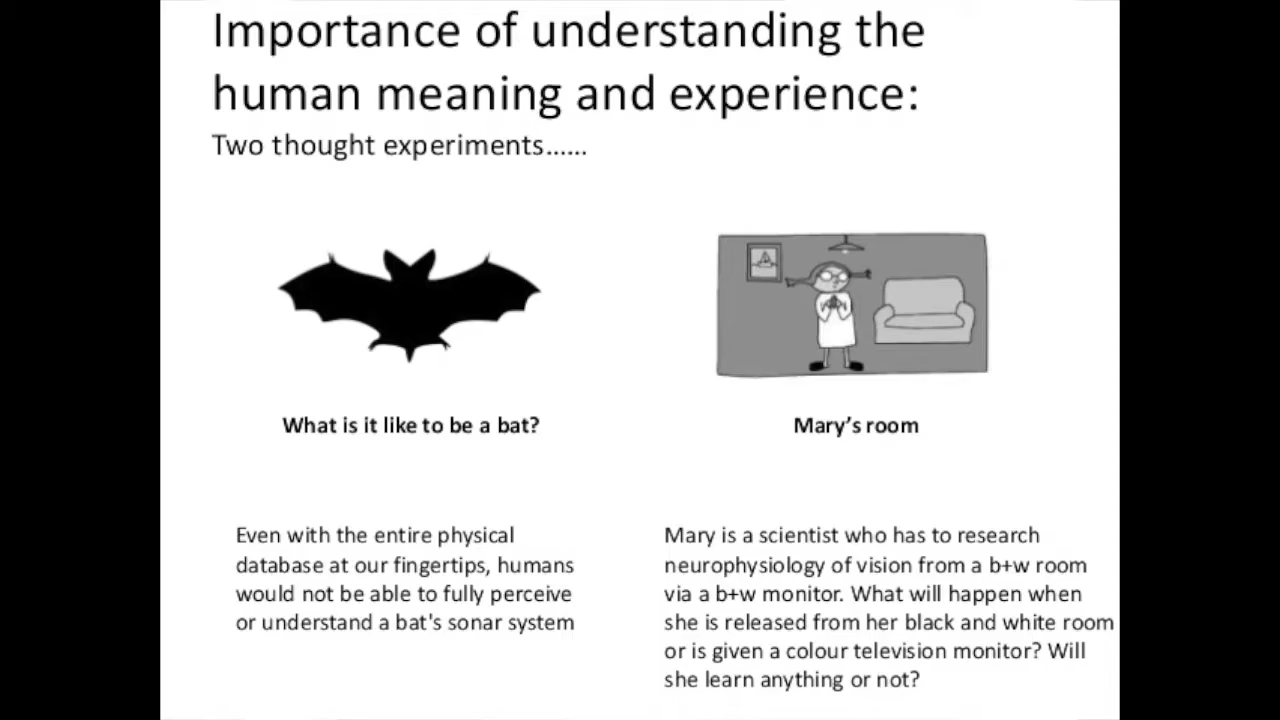 Importance of understanding the
human meaning and experience:
Two thought experiments......
What is it like to be a bat?
Mary’s room
Even with the entire physical
database at our fingertips, humans
would not be able to fully perceive
or understand a bat's sonar system
Mary is a scientist who has to research
neurophysiology of vision from a b+w room
via a b+w monitor. What will happen when
she is released from her black and white room
or is given a colour television monitor? Will
she learn anything or not?